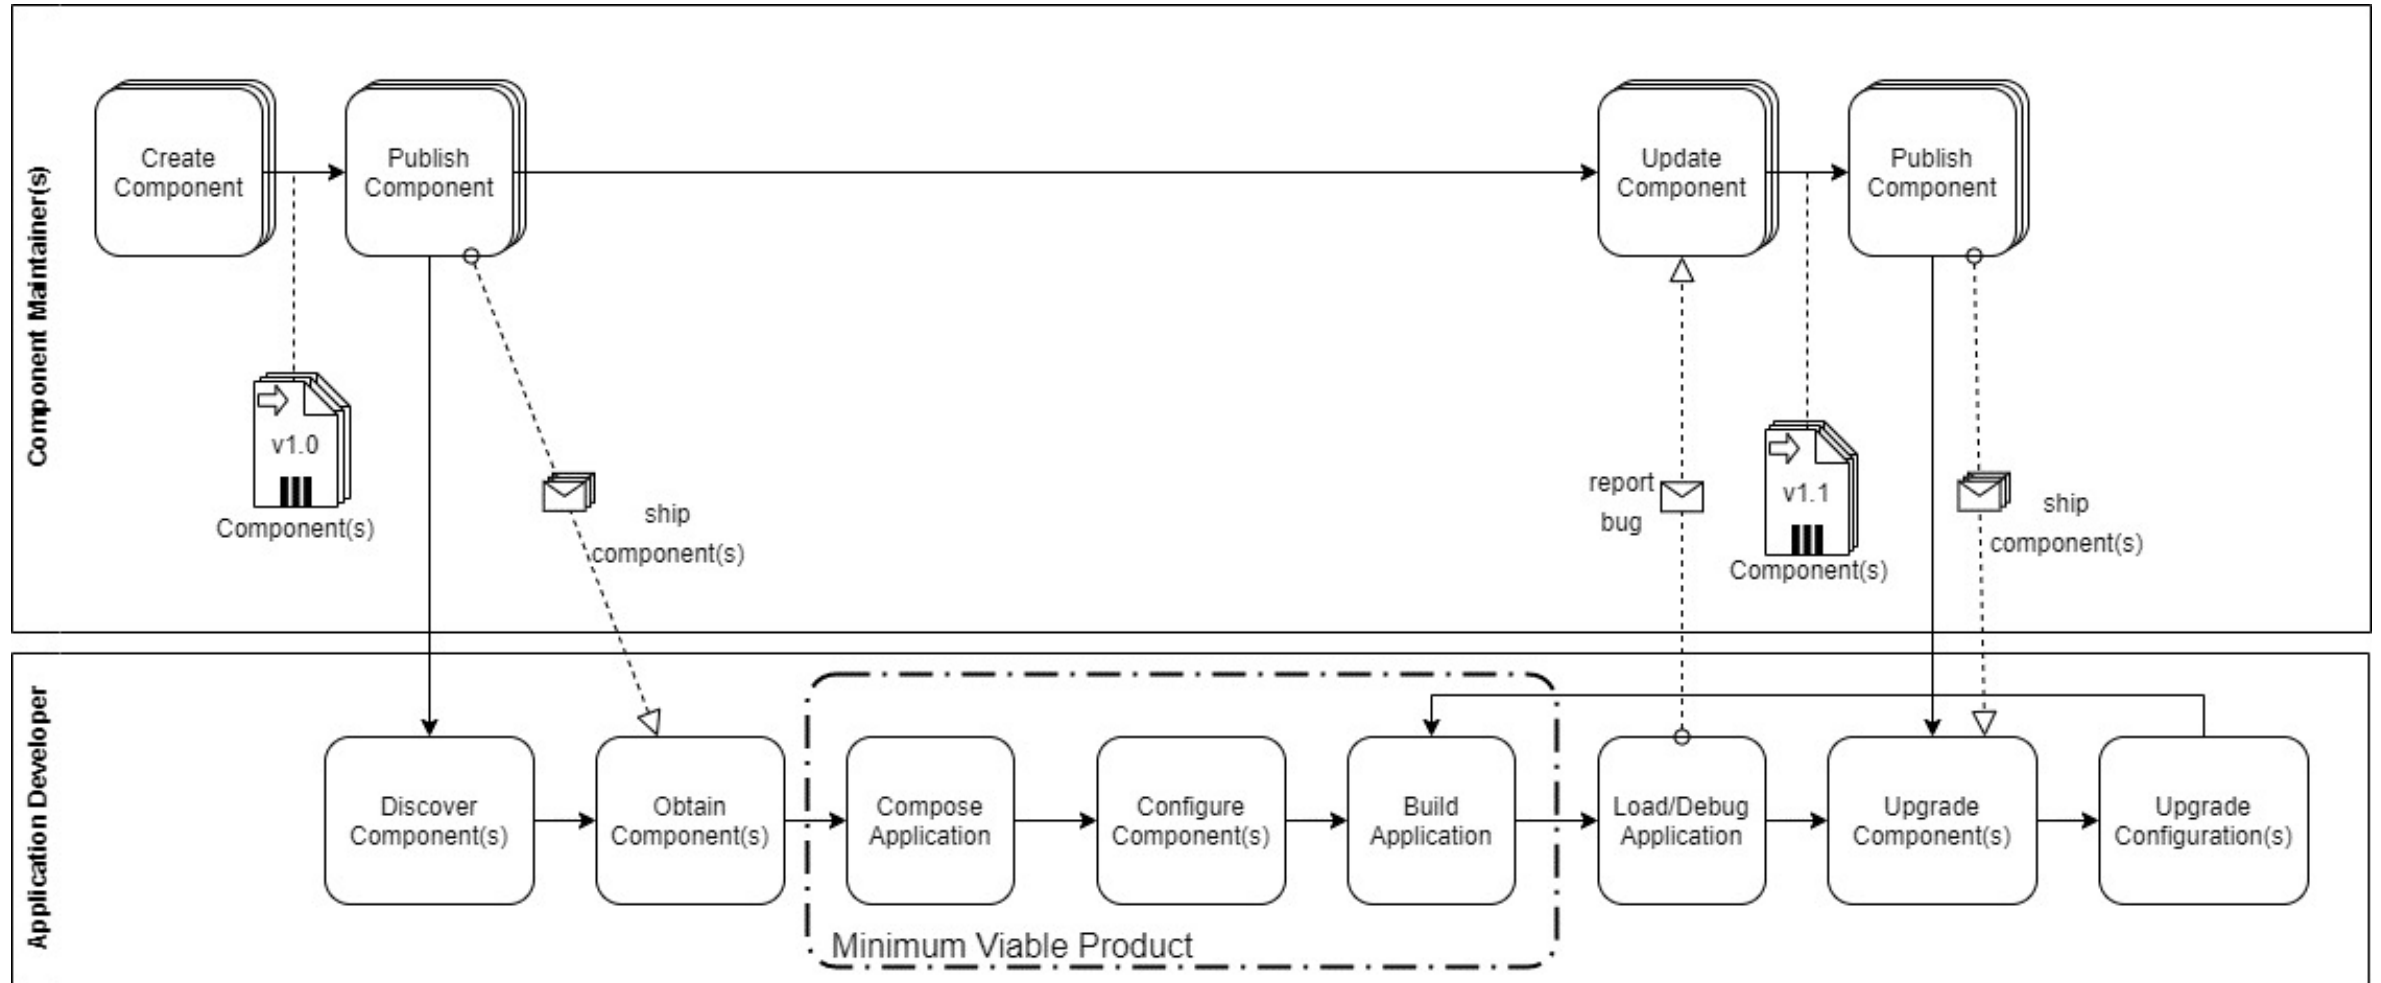 Component Maintainer(s)
Create
Component
Publish
Component
Update
Component
Publish
Component
v1.0
Component(s)
ship
component(s)
report
bug
v1.1
Component(s)
ship
component(s)
Application Developer
Discover
Component(s)
Obtain
Component(s)
Compose
Application
Configure
Component(s)
Build
Application
Load/Debug
Application
Upgrade
Component(s)
Upgrade
Configuration(s)
Minimum Viable Product